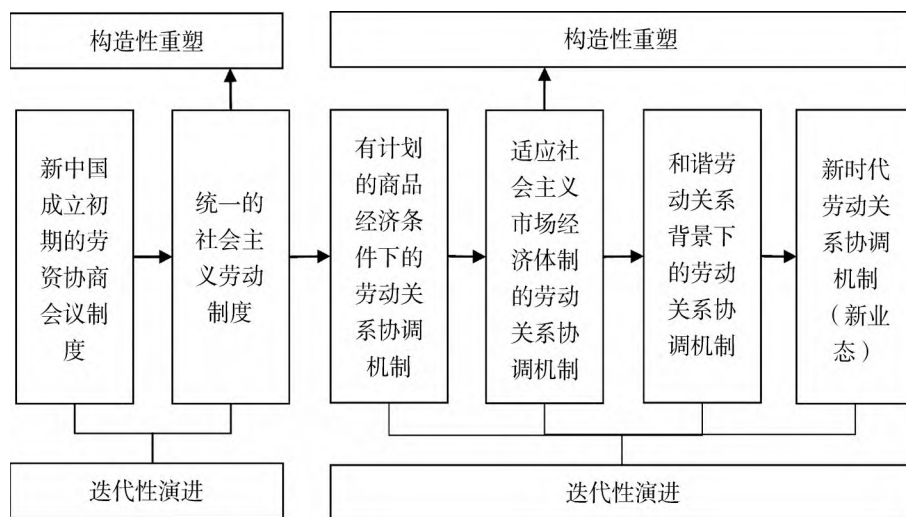 构造性重塑
构造性重塑
新中国
成立初
期的劳
资协商
会议制
度
统一的
社会主
义劳动
制度
有计划
的商品
经济条
件下的
劳动关
系协调
机制
适应社
会主义
市场经
济体制
的劳动
关系协
调机制
和谐劳
动关系
背景下
的劳动
关系协
调机制
新时代
劳动关
系协调
机制
（新业
态）
迭代性演进
迭代性演进